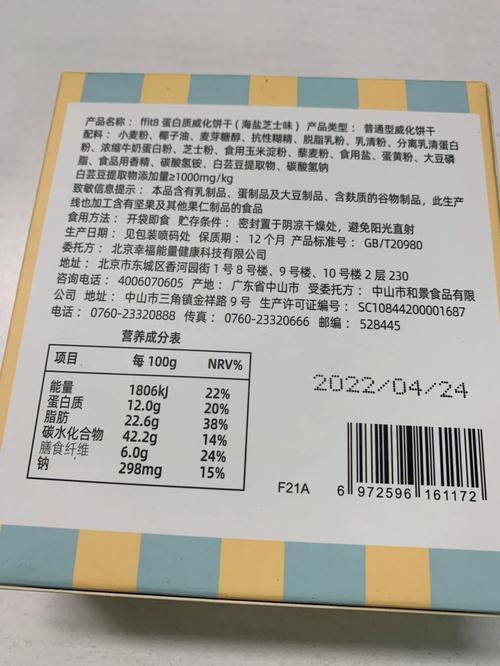 产品名称： ffit8 蛋白质威化饼干（海盐芝士味）产品类型： 普通型威化饼干
配料： 小麦粉、椰子油、麦芽糖醇、抗性糊精、脱脂乳粉、乳清粉、分离乳清蛋白
粉、浓缩牛奶蛋白粉、芝士粉、食用玉米淀粉、藜麦粉、食用盐、蛋黄粉、大豆磷
脂、食品用香精、碳酸氢铵、白芸豆提取物、碳酸氢钠
白芸豆提取物添加量≥1000mg/kg
致敏信息提示： 本品含有乳制品、蛋制品及大豆制品、含麸质的谷物制品，此生产
线也加工含有坚果及其他果仁制品的食品
食用方法： 开袋即食 贮存条件： 密封置于阴凉干燥处，避免阳光直射
生产日期： 见包装喷码处 保质期： 12 个月 产品标准号： GB/T20980
委托方： 北京幸福能量健康科技有限公司
地址： 北京市东城区香河园街 1 号 8 号楼、9 号楼、10 号楼 2 层 230
咨询电话： 4006070605 产地： 广东省中山市 受委托方： 中山市和景食品有限
公司 地址： 中山市三角镇金祥路 9 号 生产许可证编号： SC10844200001687
电话： 0760-23320888 传真： 0760-23320666 邮编： 528445
营养成分表
项目 每 100g NRV%
能量 1806kJ 22%
蛋白质 12.0g 20%
脂肪 22.6g 38%
碳水化合物 42.2g 14%
膳食纤维 6.0g 24%
钠 298mg 15%
2022/04/24
F21A
6 972596 161172